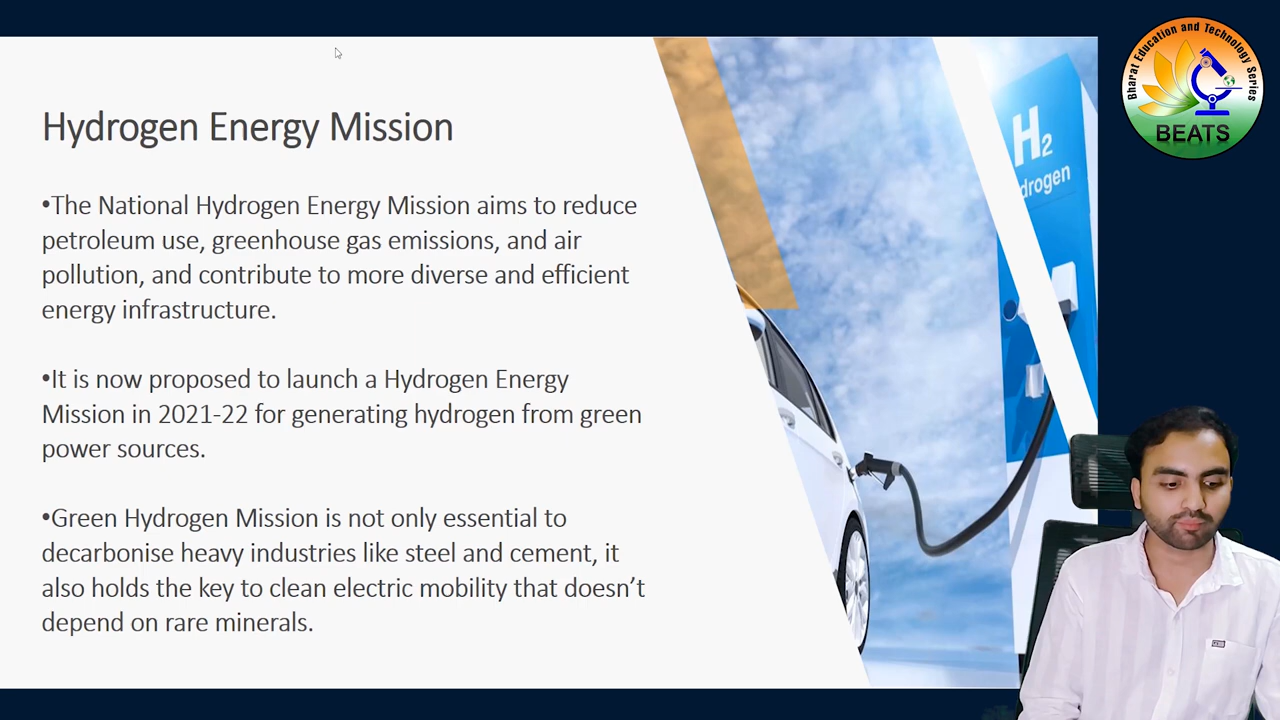 Hydrogen Energy Mission
•The National Hydrogen Energy Mission aims to reduce
petroleum use, greenhouse gas emissions, and air
pollution, and contribute to more diverse and efficient
energy infrastructure.
•It is now proposed to launch a Hydrogen Energy
Mission in 2021-22 for generating hydrogen from green
power sources.
•Green Hydrogen Mission is not only essential to
decarbonise heavy industries like steel and cement, it
also holds the key to clean electric mobility that doesn’t
depend on rare minerals.
H2
drogen
Bharat Education and Technology Series
BEATS